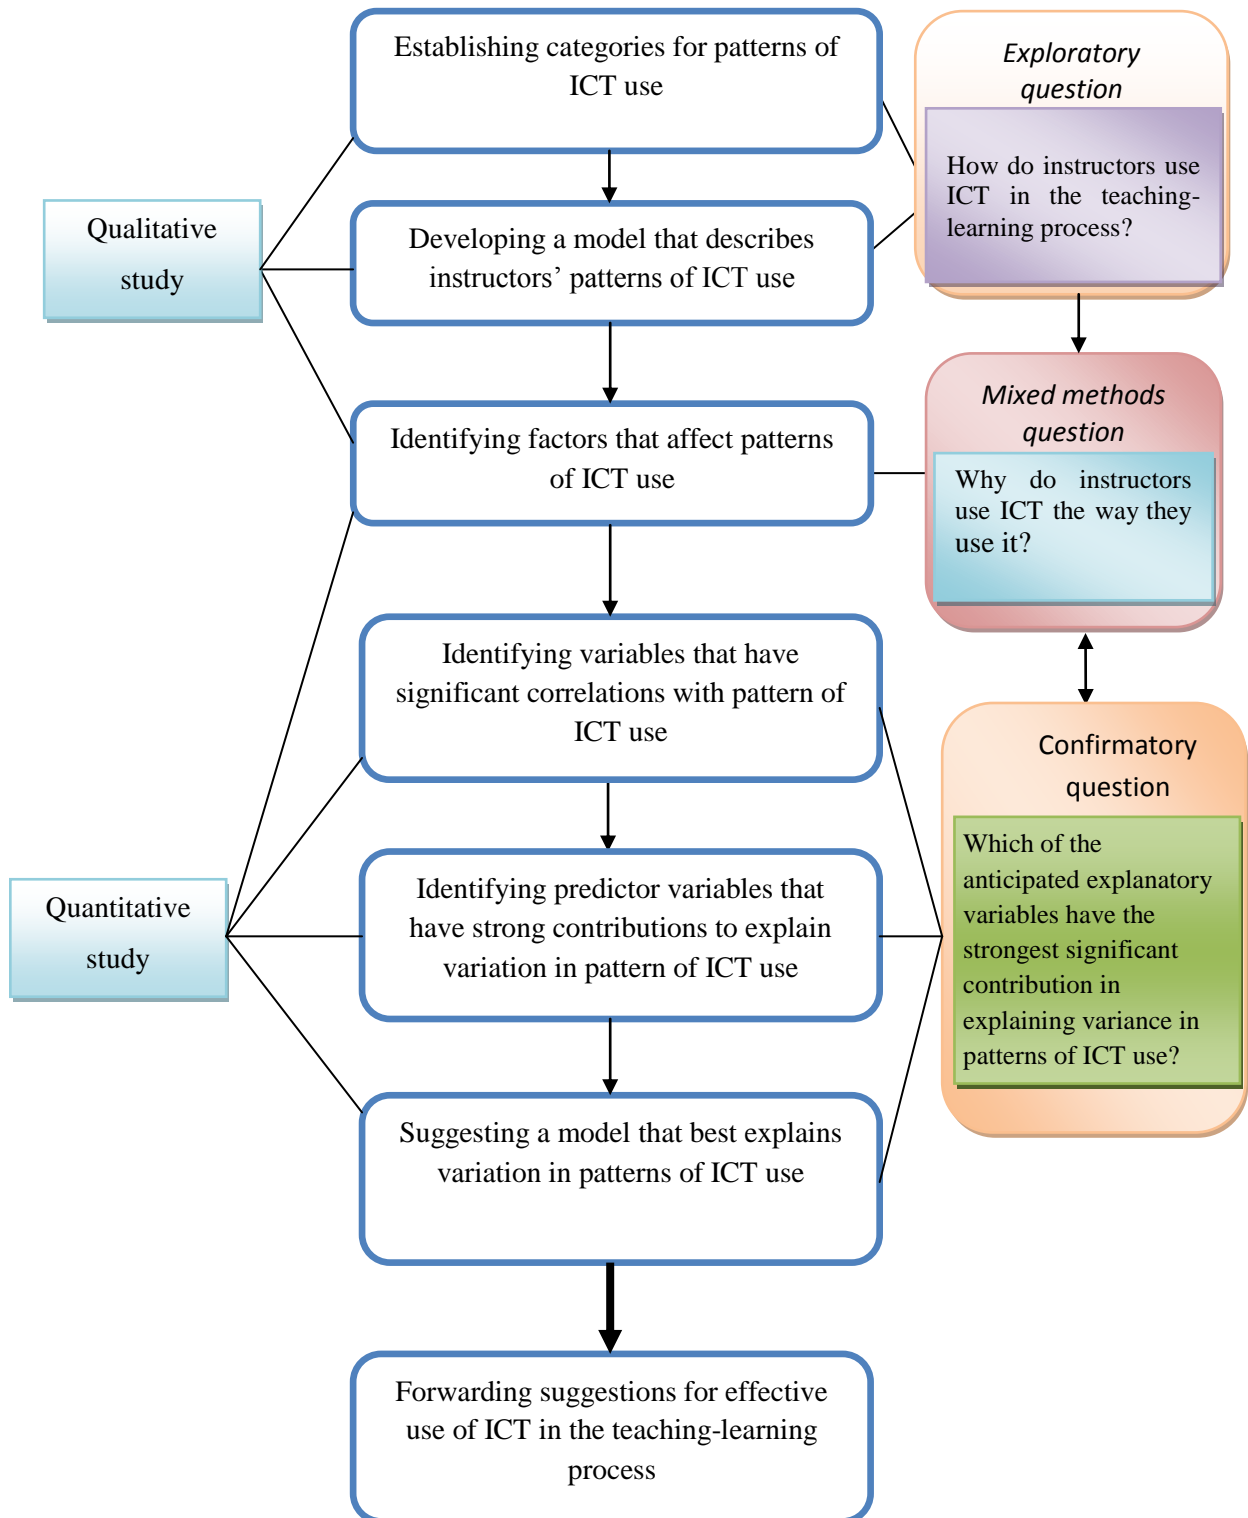 Establishing categories for patterns of
ICT use
Exploratory
question
How do instructors use
ICT in the teaching-
learning process?
Qualitative
study
Developing a model that describes
instructors’ patterns of ICT use
Identifying factors that affect patterns
of ICT use
Mixed methods
question
Why do instructors
use ICT the way they
use it?
Identifying variables that have
significant correlations with pattern of
ICT use
Confirmatory
question
Which of the
anticipated explanatory
variables have the
strongest significant
contribution in
explaining variance in
patterns of ICT use?
Quantitative
study
Identifying predictor variables that
have strong contributions to explain
variation in pattern of ICT use
Suggesting a model that best explains
variation in patterns of ICT use
Forwarding suggestions for effective
use of ICT in the teaching-learning
process